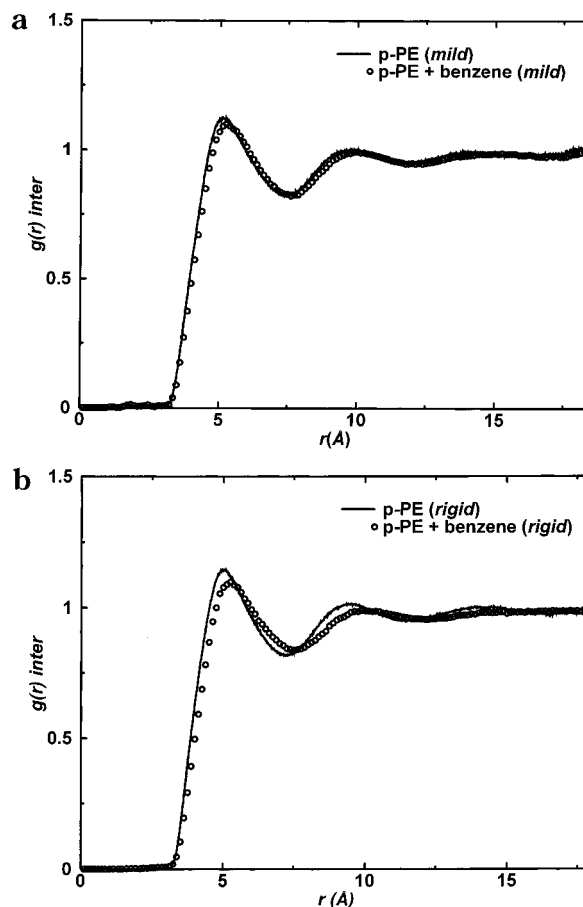 a
1.5
p-PE (mild)
p-PE + benzene (mild)
1
g(r) inter
0.5
0
0 5 10 15
r(Å)
b
1.5
p-PE (rigid)
p-PE + benzene (rigid)
1
g(r) inter
0.5
0
0 5 10 15
r (Å)